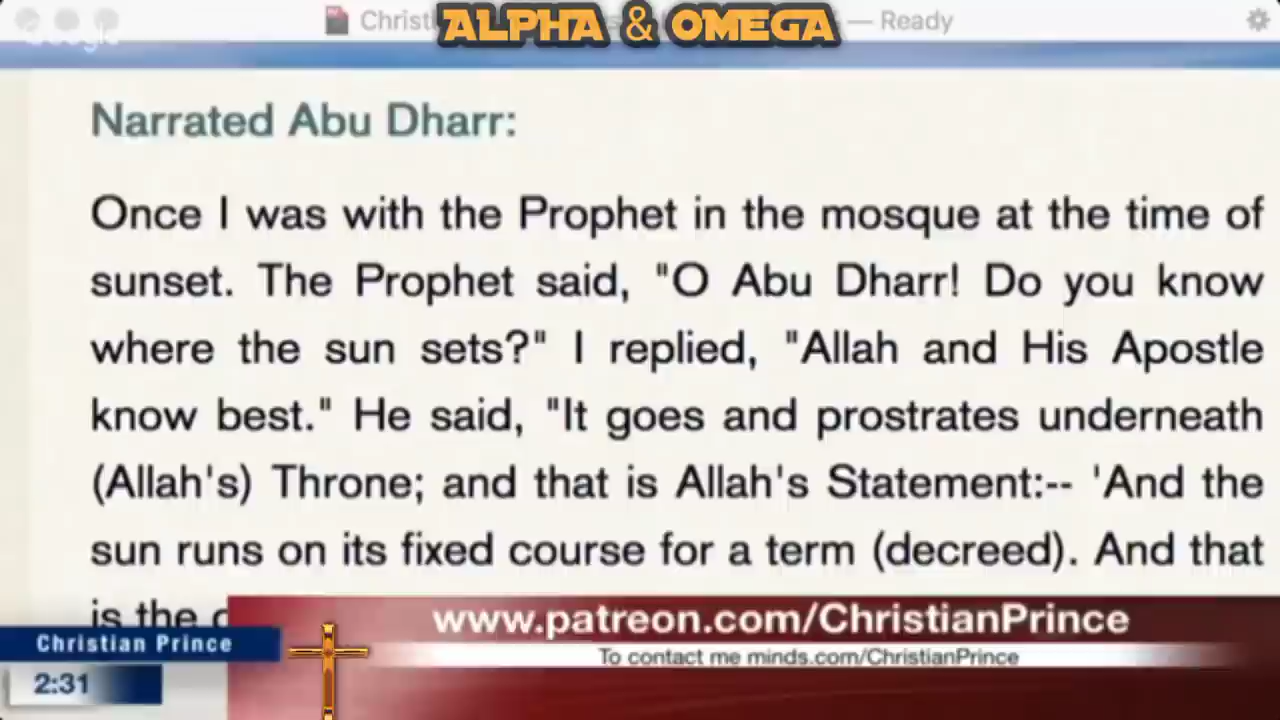 Christi
ALPHA & OMEGA
— Ready
Google
Narrated Abu Dharr:
Once I was with the Prophet in the mosque at the time of
sunset. The Prophet said, "O Abu Dharr! Do you know
where the sun sets?" I replied, "Allah and His Apostle
know best." He said, "It goes and prostrates underneath
(Allah's) Throne; and that is Allah's Statement:-- 'And the
sun runs on its fixed course for a term (decreed). And that
is the
www.patreon.com/ChristianPrince
Christian Prince
To contact me minds.com/ChristianPrince
2:31